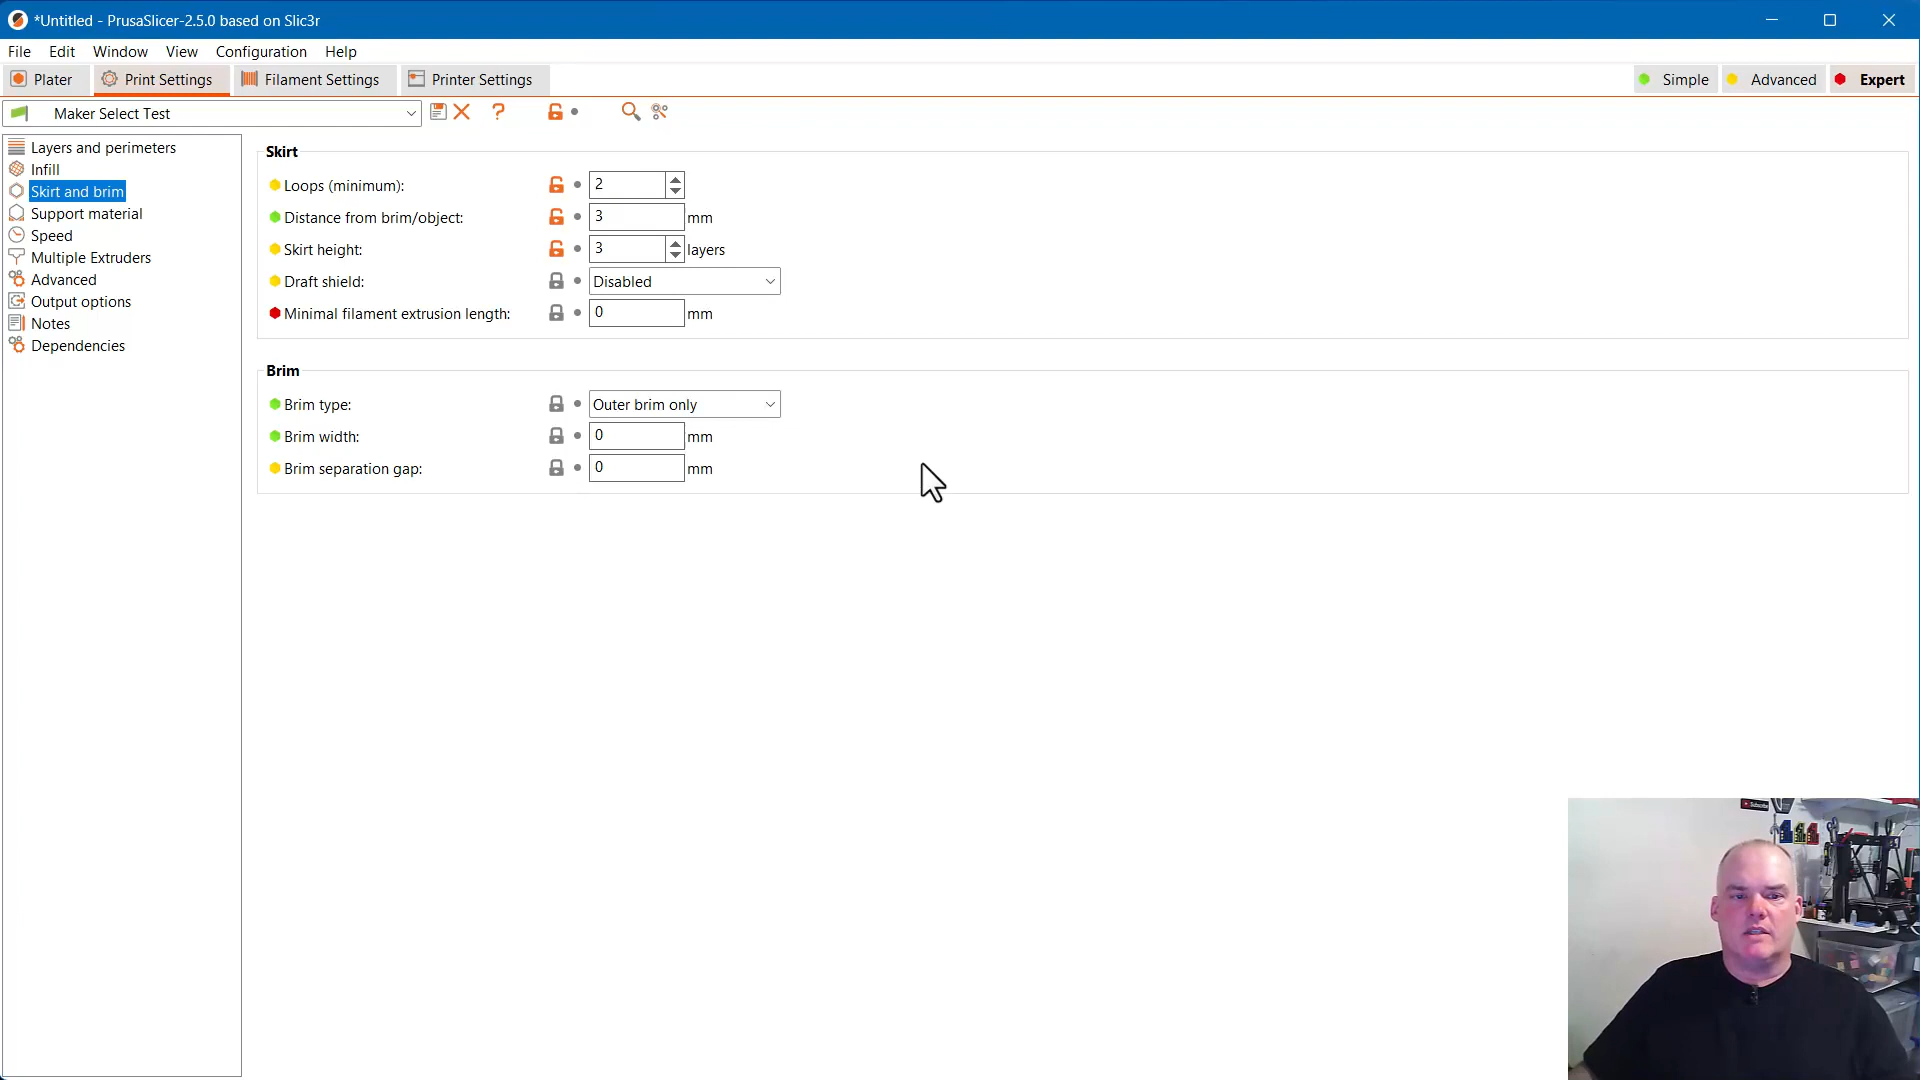 *Untitled - PrusaSlicer-2.5.0 based on Slic3r
File Edit Window View Configuration Help
Plater Print Settings Filament Settings Printer Settings Simple Advanced Expert
Maker Select Test ?
Layers and perimeters
Infill
Skirt and brim
Support material
Speed
Multiple Extruders
Advanced
Output options
Notes
Dependencies
Skirt
Loops (minimum): 2
Distance from brim/object: 3 mm
Skirt height: 3 layers
Draft shield: Disabled
Minimal filament extrusion length: 0 mm
Brim
Brim type: Outer brim only
Brim width: 0 mm
Brim separation gap: 0 mm